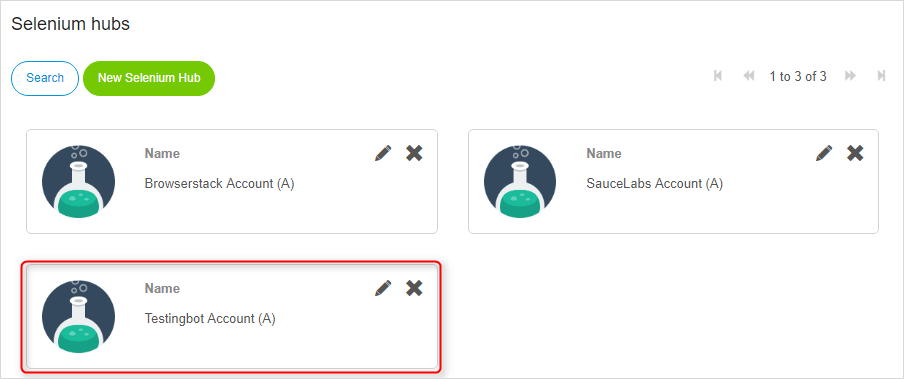 Selenium hubs
Search
New Selenium Hub
1 to 3 of 3
Name
Browserstack Account (A)
Name
SauceLabs Account (A)
Name
Testingbot Account (A)